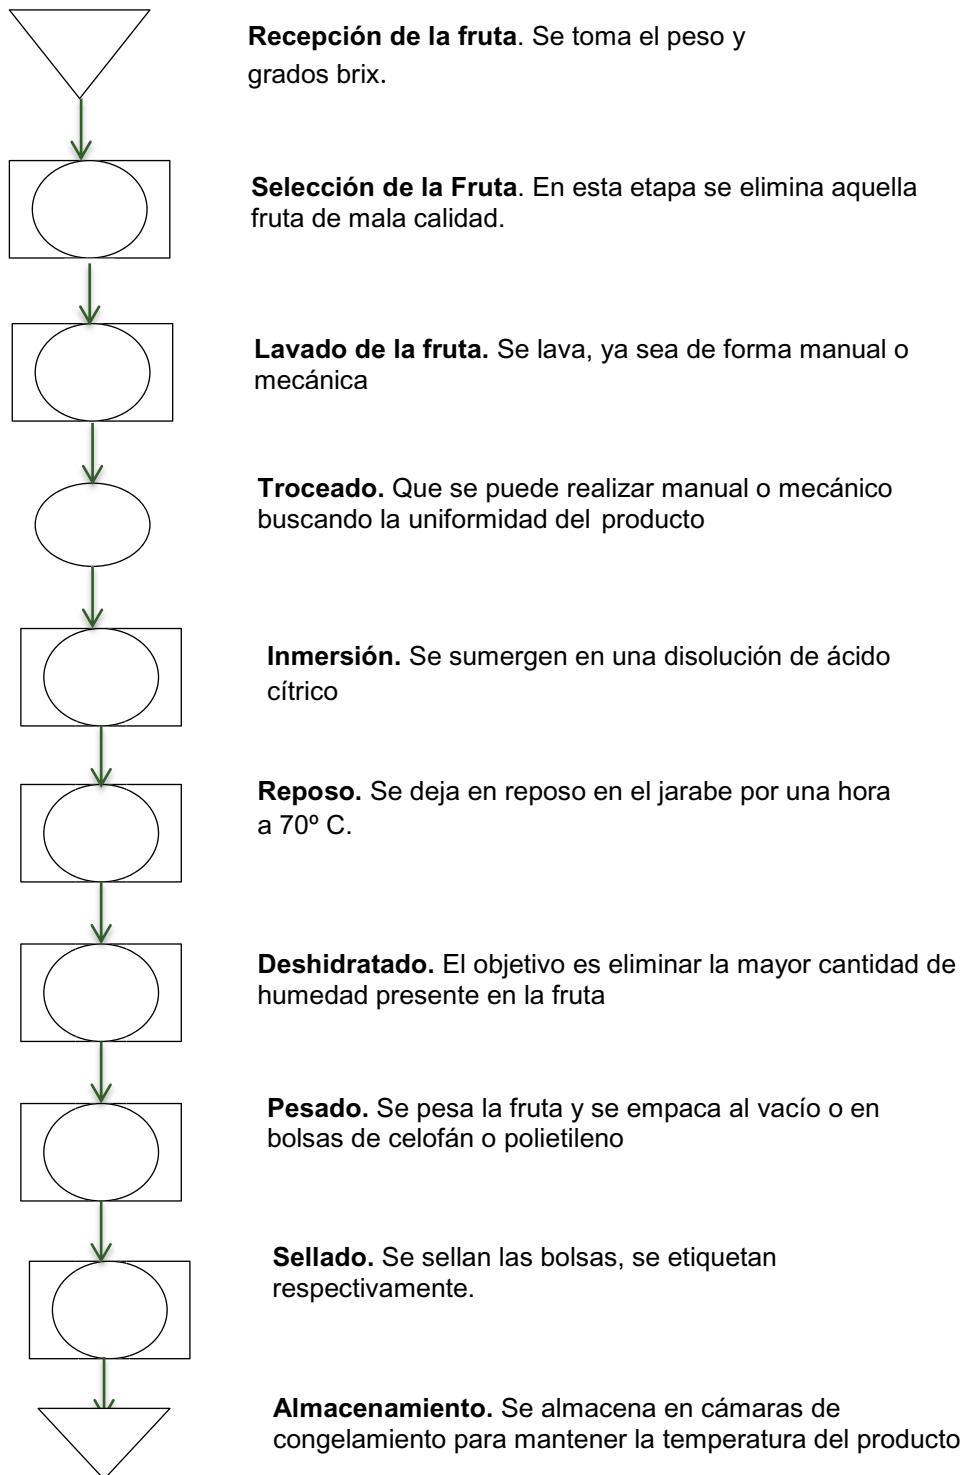 Recepción de la fruta. Se toma el peso y
grados brix.
Selección de la Fruta. En esta etapa se elimina aquella
fruta de mala calidad.
Lavado de la fruta. Se lava, ya sea de forma manual o
mecánica
Troceado. Que se puede realizar manual o mecánico
buscando la uniformidad del producto
Inmersión. Se sumergen en una disolución de ácido
cítrico
Reposo. Se deja en reposo en el jarabe por una hora
a 70º C.
Deshidratado. El objetivo es eliminar la mayor cantidad de
humedad presente en la fruta
Pesado. Se pesa la fruta y se empaca al vacío o en
bolsas de celofán o polietileno
Sellado. Se sellan las bolsas, se etiquetan
respectivamente.
Almacenamiento. Se almacena en cámaras de
congelamiento para mantener la temperatura del producto